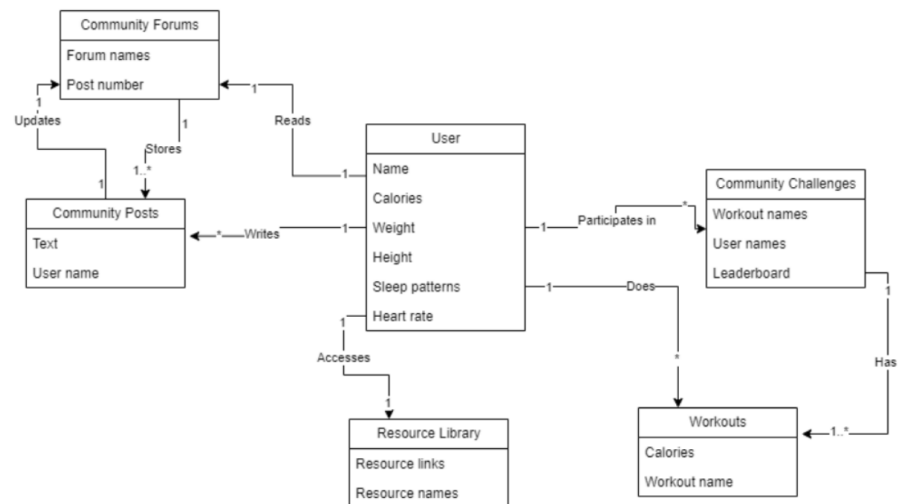 Community Forums
Forum names
Post number
1
1
Updates
1
Stores
1..*
1
Reads
1
1
Community Posts
Text
User name
*
Writes
1
User
Name
Calories
Weight
Height
Sleep patterns
Heart rate
1
Participates in
*
Community Challenges
Workout names
User names
Leaderboard
1
Does
*
1
Has
1..*
1
Accesses
1
Resource Library
Resource links
Resource names
Workouts
Calories
Workout name